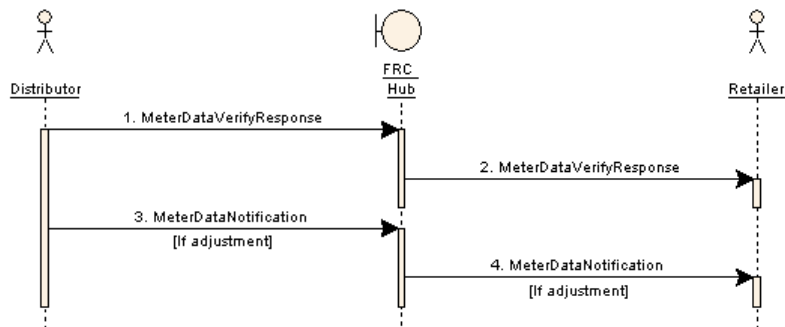 FRC
Hub
Distributor
Retailer
1. MeterDataVerifyResponse
2. MeterDataVerifyResponse
3. MeterDataNotification
[If adjustment]
4. MeterDataNotification
[If adjustment]